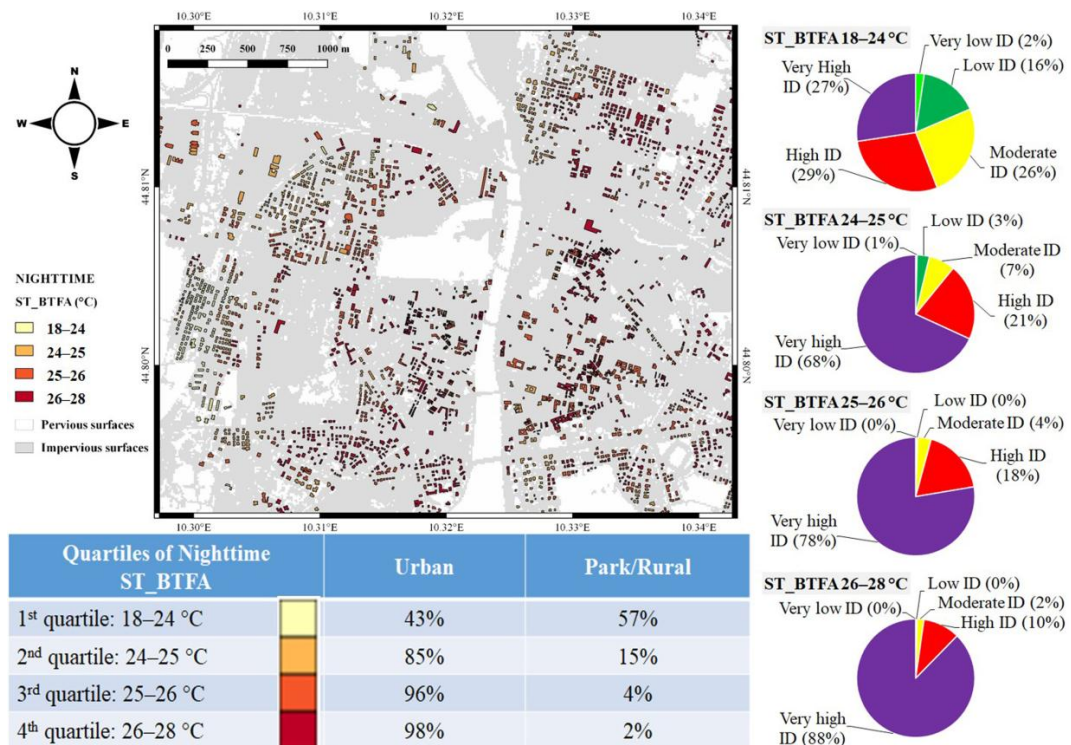 10.30°E 10.31°E 10.32°E 10.33°E 10.34°E
0 250 500 750 1000 m
N
W E
S
44.81°N 44.81°N
44.80°N 44.80°N
NIGHTTIME
ST_BTFA (°C)
18–24
24–25
25–26
26–28
Pervious surfaces
Impervious surfaces
10.30°E 10.31°E 10.32°E 10.33°E 10.34°E
ST_BTFA 18–24 °C
Very low ID (2%)
Low ID (16%)
Very High
ID (27%)
Moderate
ID (26%)
High ID
(29%)
ST_BTFA 24–25 °C
Low ID (3%)
Very low ID (1%)
Moderate ID
(7%)
High ID
(21%)
Very high
ID (68%)
ST_BTFA 25–26 °C
Low ID (0%)
Very low ID (0%)
Moderate ID (4%)
High ID
(18%)
Very high
ID (78%)
ST_BTFA 26–28 °C
Low ID (0%)
Very low ID (0%)
Moderate ID (2%)
High ID (10%)
Very high
ID (88%)
Quartiles of Nighttime
ST_BTFA
Urban Park/Rural
1st quartile: 18–24 °C 43% 57%
2nd quartile: 24–25 °C 85% 15%
3rd quartile: 25–26 °C 96% 4%
4th quartile: 26–28 °C 98% 2%